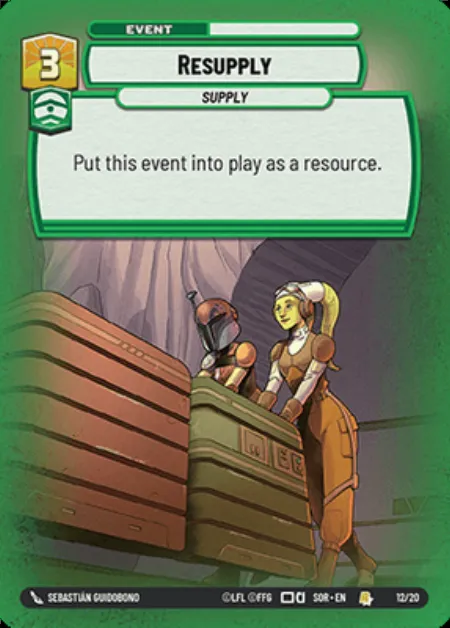 EVENT
3
RESUPPLY
SUPPLY
Put this event into play as a resource.
SEBASTIÁN GUIDOBONO
©LFL ©FFG
SOR • EN
12/20